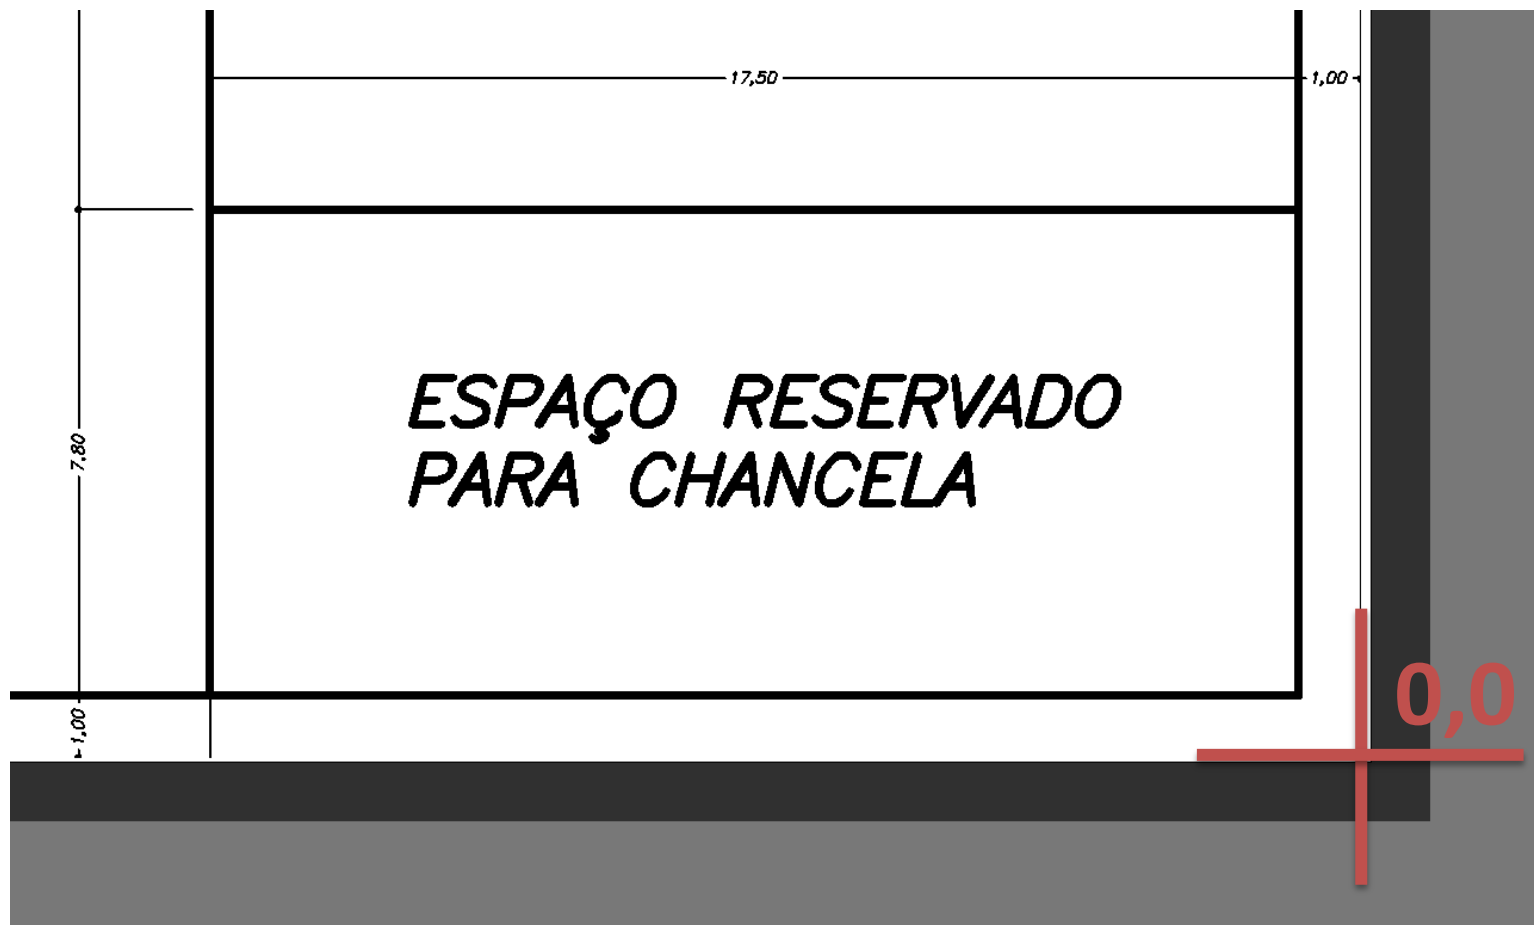 17,50
1,00
7,80
ESPAÇO RESERVADO
PARA CHANCELA
1,00
0,0